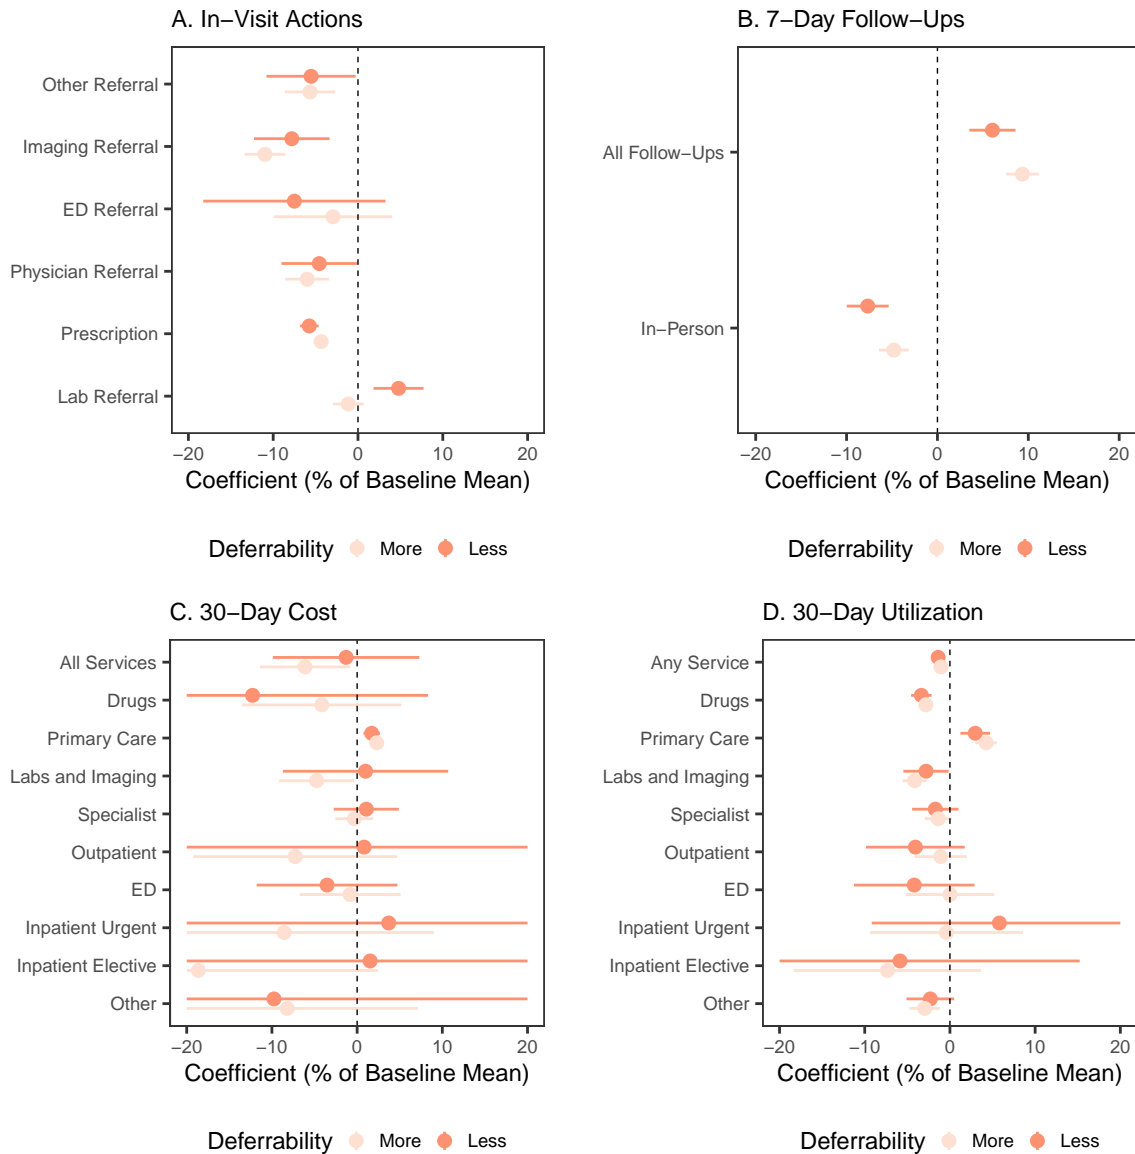 A. In−Visit Actions
Other Referral
Imaging Referral
ED Referral
Physician Referral
Prescription
Lab Referral
−20 −10 0 10 20
Coefficient (% of Baseline Mean)
Deferrability More Less
B. 7−Day Follow−Ups
All Follow−Ups
In−Person
−20 −10 0 10 20
Coefficient (% of Baseline Mean)
Deferrability More Less
C. 30−Day Cost
All Services
Drugs
Primary Care
Labs and Imaging
Specialist
Outpatient
ED
Inpatient Urgent
Inpatient Elective
Other
−20 −10 0 10 20
Coefficient (% of Baseline Mean)
Deferrability More Less
D. 30−Day Utilization
Any Service
Drugs
Primary Care
Labs and Imaging
Specialist
Outpatient
ED
Inpatient Urgent
Inpatient Elective
Other
−20 −10 0 10 20
Coefficient (% of Baseline Mean)
Deferrability More Less